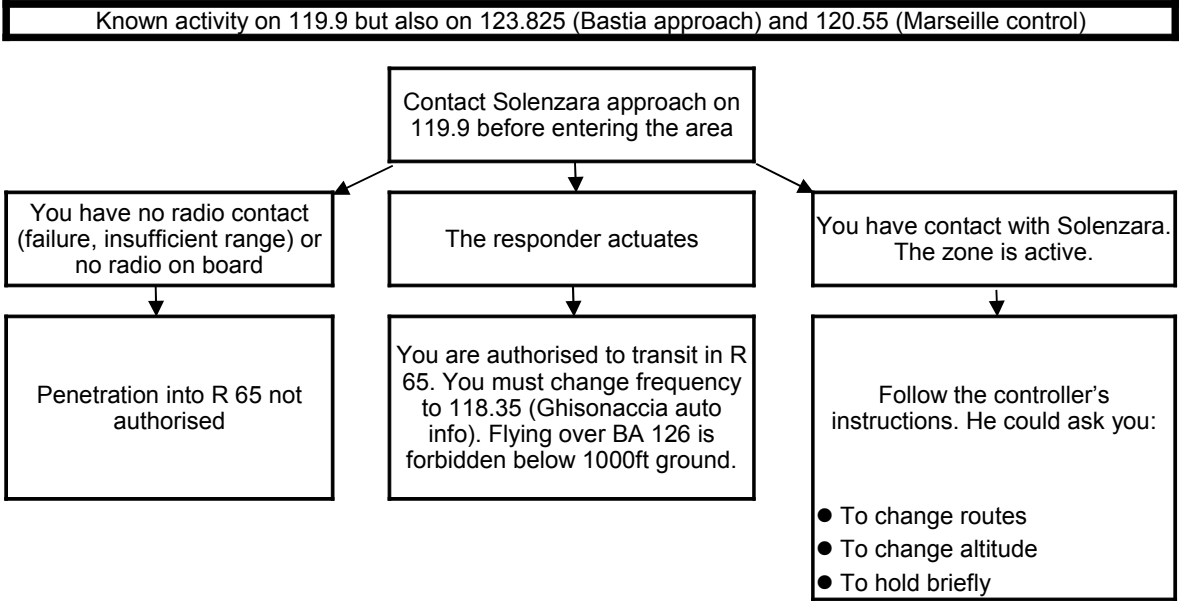 Known activity on 119.9 but also on 123.825 (Bastia approach) and 120.55 (Marseille control)
Contact Solenzara approach on
119.9 before entering the area
You have no radio contact
(failure, insufficient range) or
no radio on board
The responder actuates
You have contact with Solenzara.
The zone is active.
Penetration into R 65 not
authorised
You are authorised to transit in R
65. You must change frequency
to 118.35 (Ghisonaccia auto
info). Flying over BA 126 is
forbidden below 1000ft ground.
Follow the controller’s
instructions. He could ask you:
● To change routes
● To change altitude
● To hold briefly